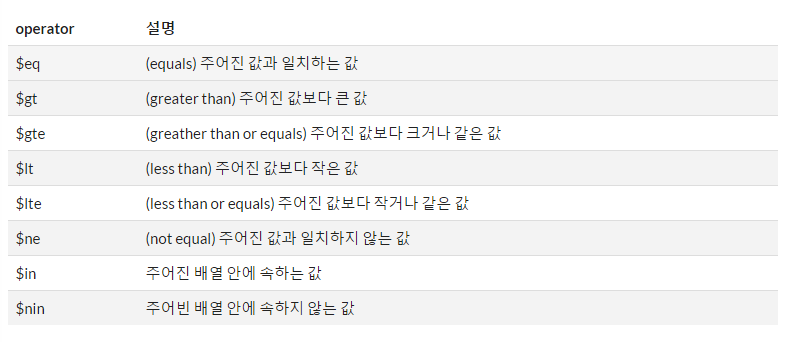 operator 설명
$eq (equals) 주어진 값과 일치하는 값
$gt (greater than) 주어진 값보다 큰 값
$gte (greather than or equals) 주어진 값보다 크거나 같은 값
$lt (less than) 주어진 값보다 작은 값
$lte (less than or equals) 주어진 값보다 작거나 같은 값
$ne (not equal) 주어진 값과 일치하지 않는 값
$in 주어진 배열 안에 속하는 값
$nin 주어빈 배열 안에 속하지 않는 값